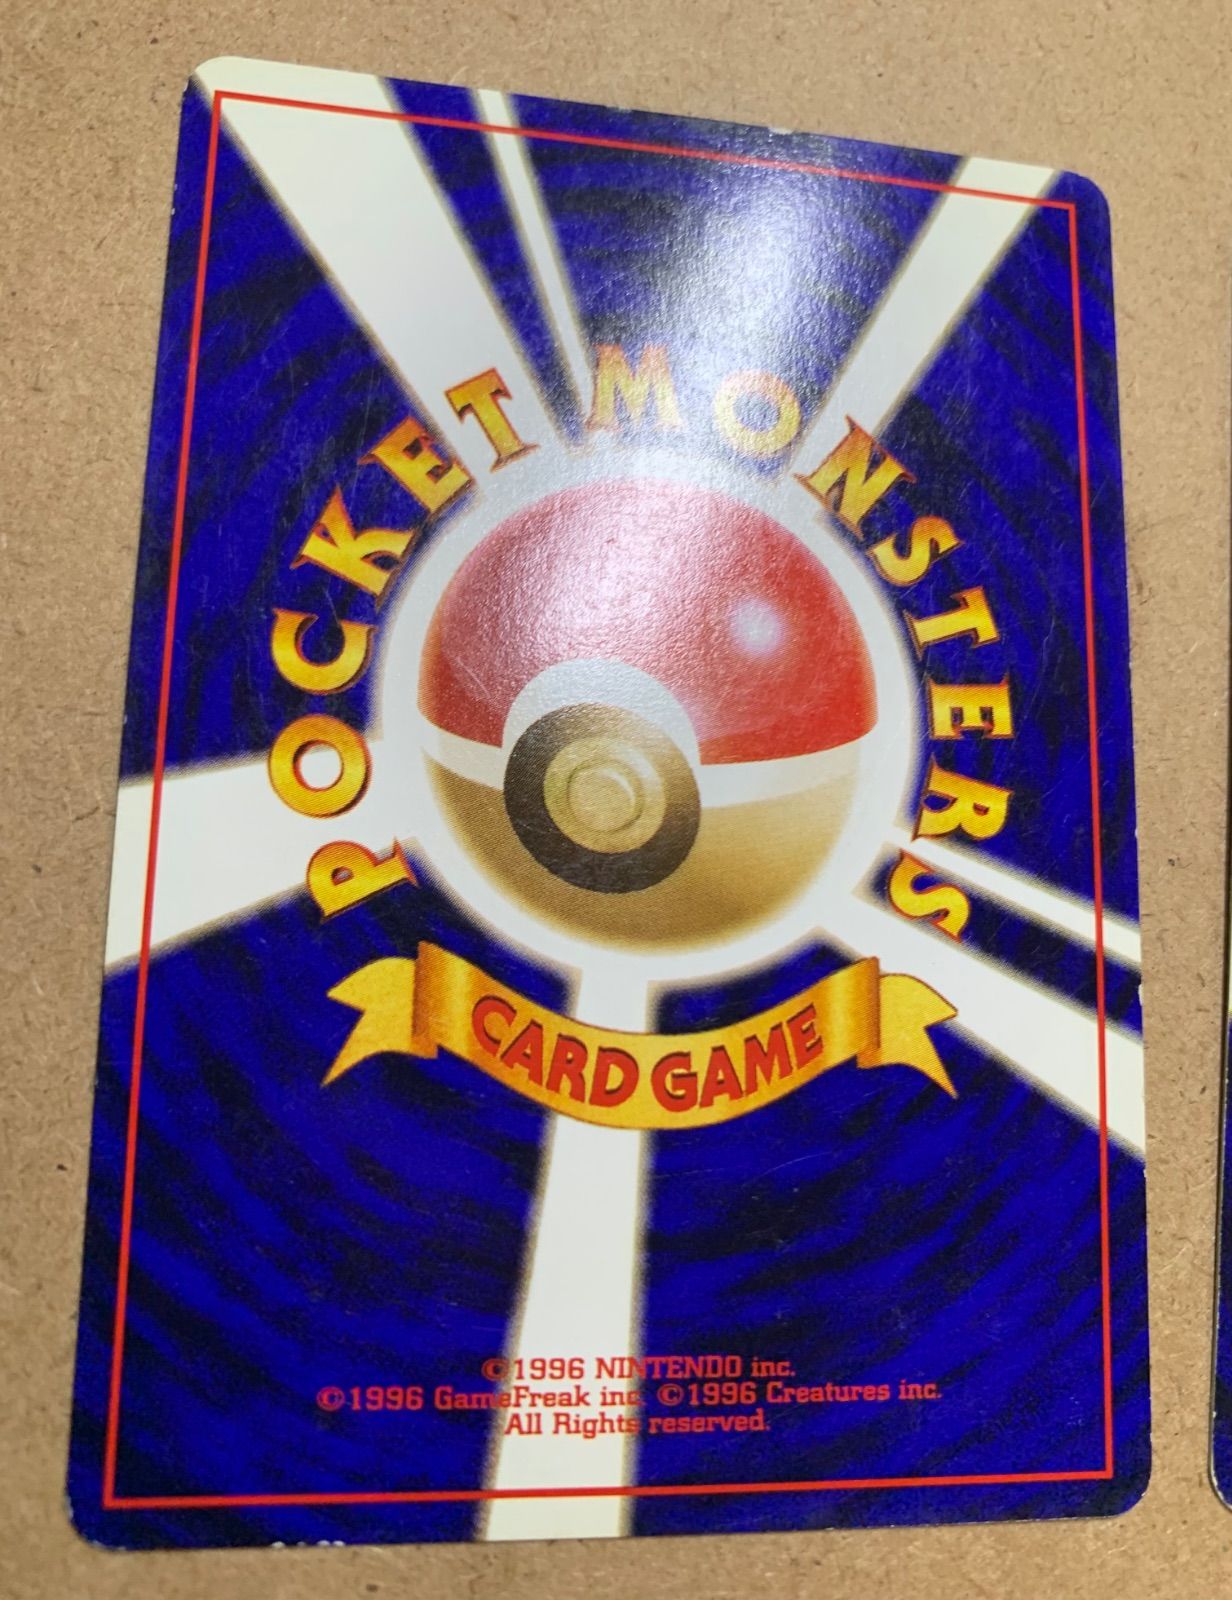 POCKET MONSTERS
CARD GAME
©1996 NINTENDO inc.
©1996 GameFreak inc. ©1996 Creatures inc.
All Rights reserved.